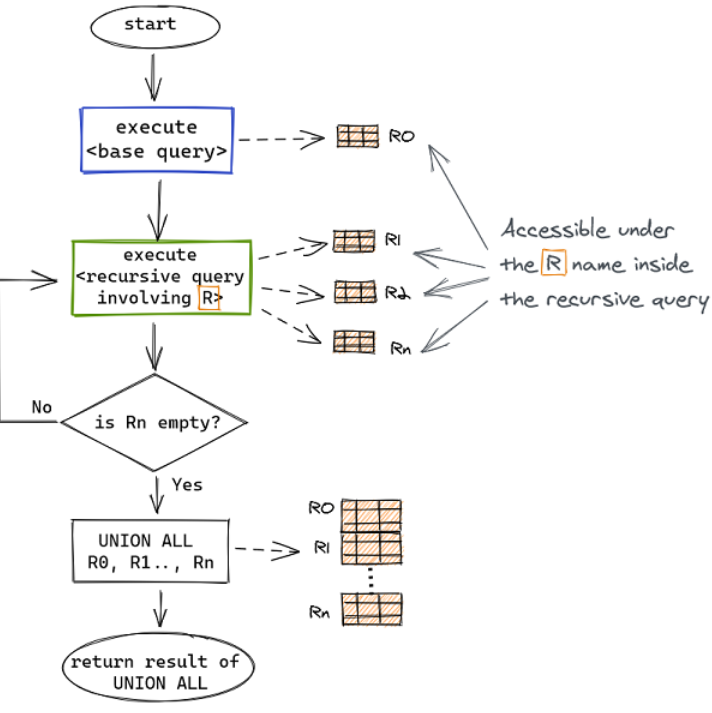 start
execute
<base query>
R0
execute
<recursive query
involving R>
R1
R2
Rn
Accessible under
the R name inside
the recursive query
No
is Rn empty?
Yes
UNION ALL
R0, R1.., Rn
R0
R1
Rn
return result of
UNION ALL